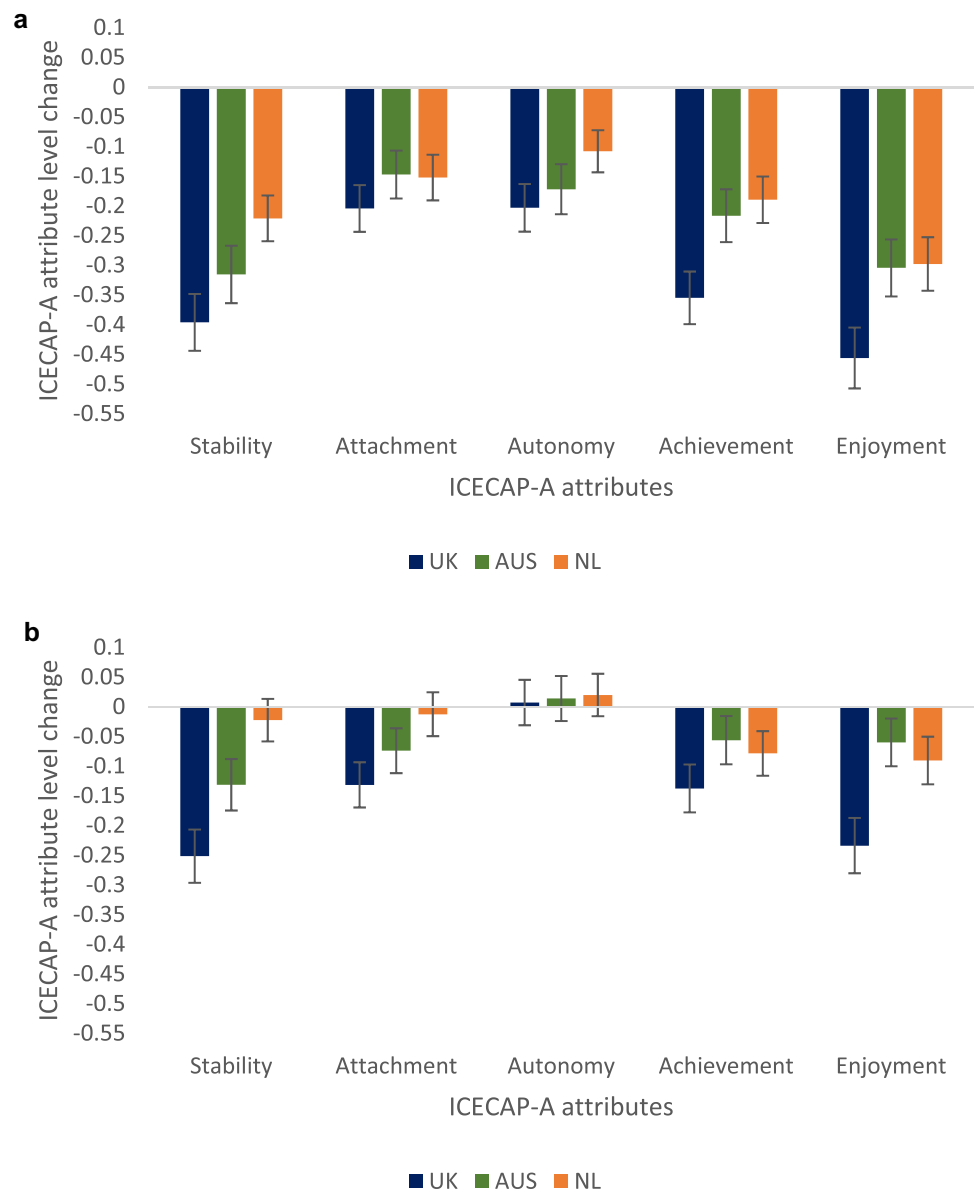 a
ICECAP-A attribute level change
0.1
0.05
0
-0.05
-0.1
-0.15
-0.2
-0.25
-0.3
-0.35
-0.4
-0.45
-0.5
-0.55
Stability Attachment Autonomy Achievement Enjoyment
ICECAP-A attributes
UK AUS NL
b
ICECAP-A attribute level change
0.1
0.05
0
-0.05
-0.1
-0.15
-0.2
-0.25
-0.3
-0.35
-0.4
-0.45
-0.5
-0.55
Stability Attachment Autonomy Achievement Enjoyment
ICECAP-A attributes
UK AUS NL